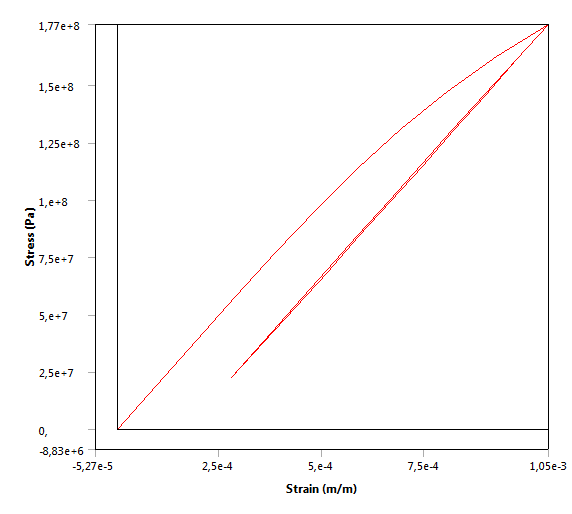 1,77e+8
1,5e+8
1,25e+8
1,e+8
7,5e+7
5,e+7
2,5e+7
0,
-8,83e+6
Stress (Pa)
-5,27e-5
2,5e-4
5,e-4
7,5e-4
1,05e-3
Strain (m/m)